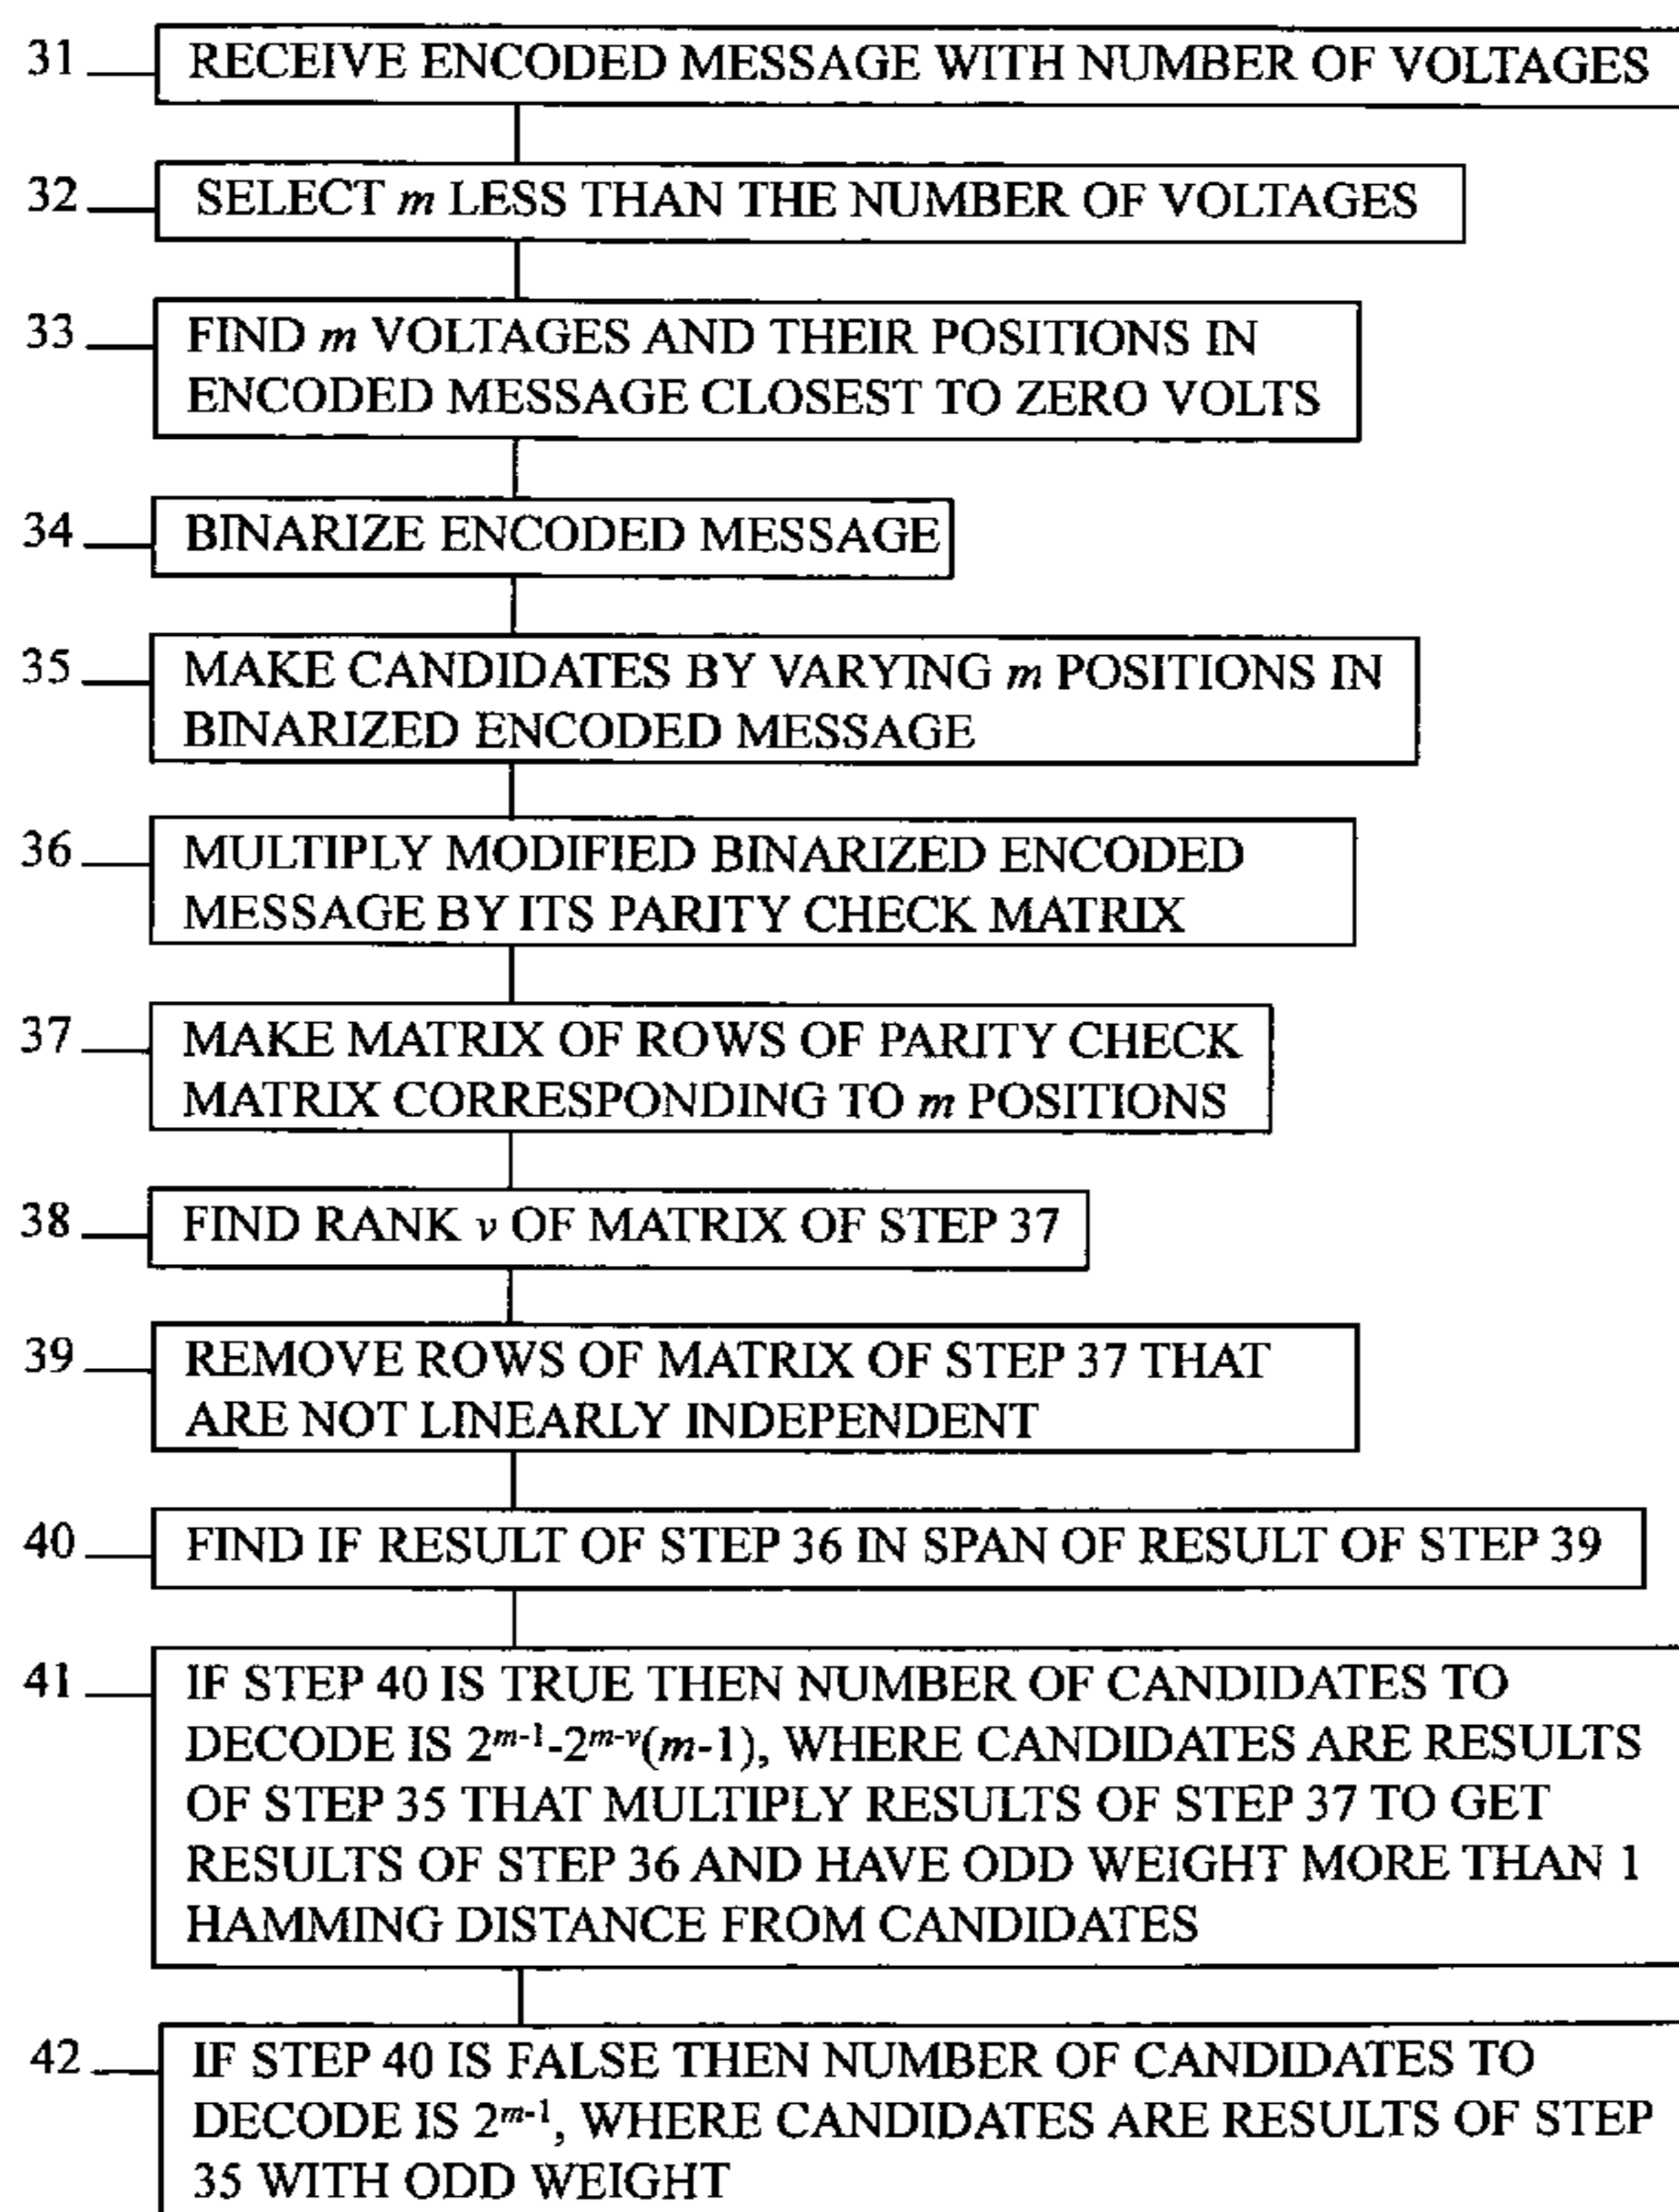 31 RECEIVE ENCODED MESSAGE WITH NUMBER OF VOLTAGES
32 SELECT m LESS THAN THE NUMBER OF VOLTAGES
33 FIND m VOLTAGES AND THEIR POSITIONS IN
ENCODED MESSAGE CLOSEST TO ZERO VOLTS
34 BINARIZE ENCODED MESSAGE
35 MAKE CANDIDATES BY VARYING m POSITIONS IN
BINARIZED ENCODED MESSAGE
36 MULTIPLY MODIFIED BINARIZED ENCODED
MESSAGE BY ITS PARITY CHECK MATRIX
37 MAKE MATRIX OF ROWS OF PARITY CHECK
MATRIX CORRESPONDING TO m POSITIONS
38 FIND RANK v OF MATRIX OF STEP 37
39 REMOVE ROWS OF MATRIX OF STEP 37 THAT
ARE NOT LINEARLY INDEPENDENT
40 FIND IF RESULT OF STEP 36 IN SPAN OF RESULT OF STEP 39
41 IF STEP 40 IS TRUE THEN NUMBER OF CANDIDATES TO
DECODE IS 2^{m-1}-2^{m-v}(m-1), WHERE CANDIDATES ARE RESULTS
OF STEP 35 THAT MULTIPLY RESULTS OF STEP 37 TO GET
RESULTS OF STEP 36 AND HAVE ODD WEIGHT MORE THAN 1
HAMMING DISTANCE FROM CANDIDATES
42 IF STEP 40 IS FALSE THEN NUMBER OF CANDIDATES TO
DECODE IS 2^{m-1}, WHERE CANDIDATES ARE RESULTS OF STEP
35 WITH ODD WEIGHT